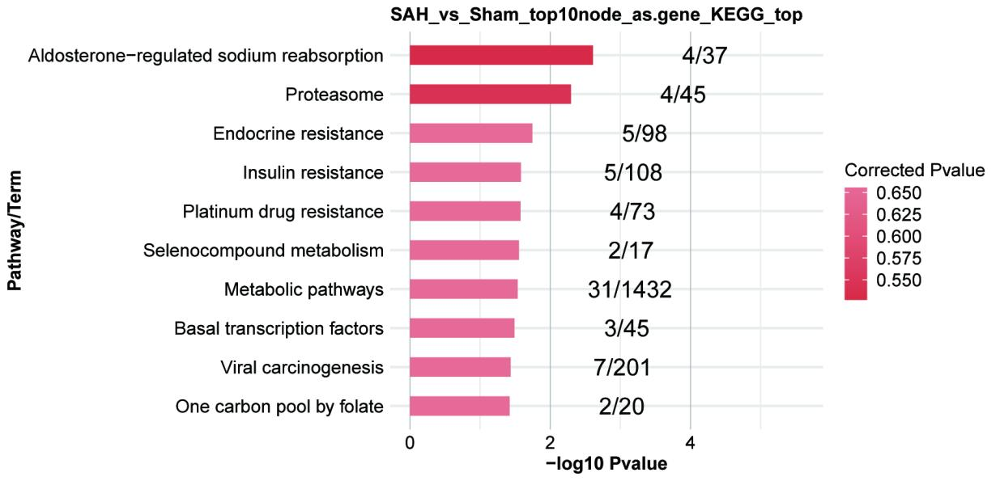 SAH_vs_Sham_top10node_as.gene_KEGG_top
Pathway/Term
Aldosterone−regulated sodium reabsorption 4/37
Proteasome 4/45
Endocrine resistance 5/98
Insulin resistance 5/108
Platinum drug resistance 4/73
Selenocompound metabolism 2/17
Metabolic pathways 31/1432
Basal transcription factors 3/45
Viral carcinogenesis 7/201
One carbon pool by folate 2/20
0 2 4
−log10 Pvalue
Corrected Pvalue
0.650
0.625
0.600
0.575
0.550